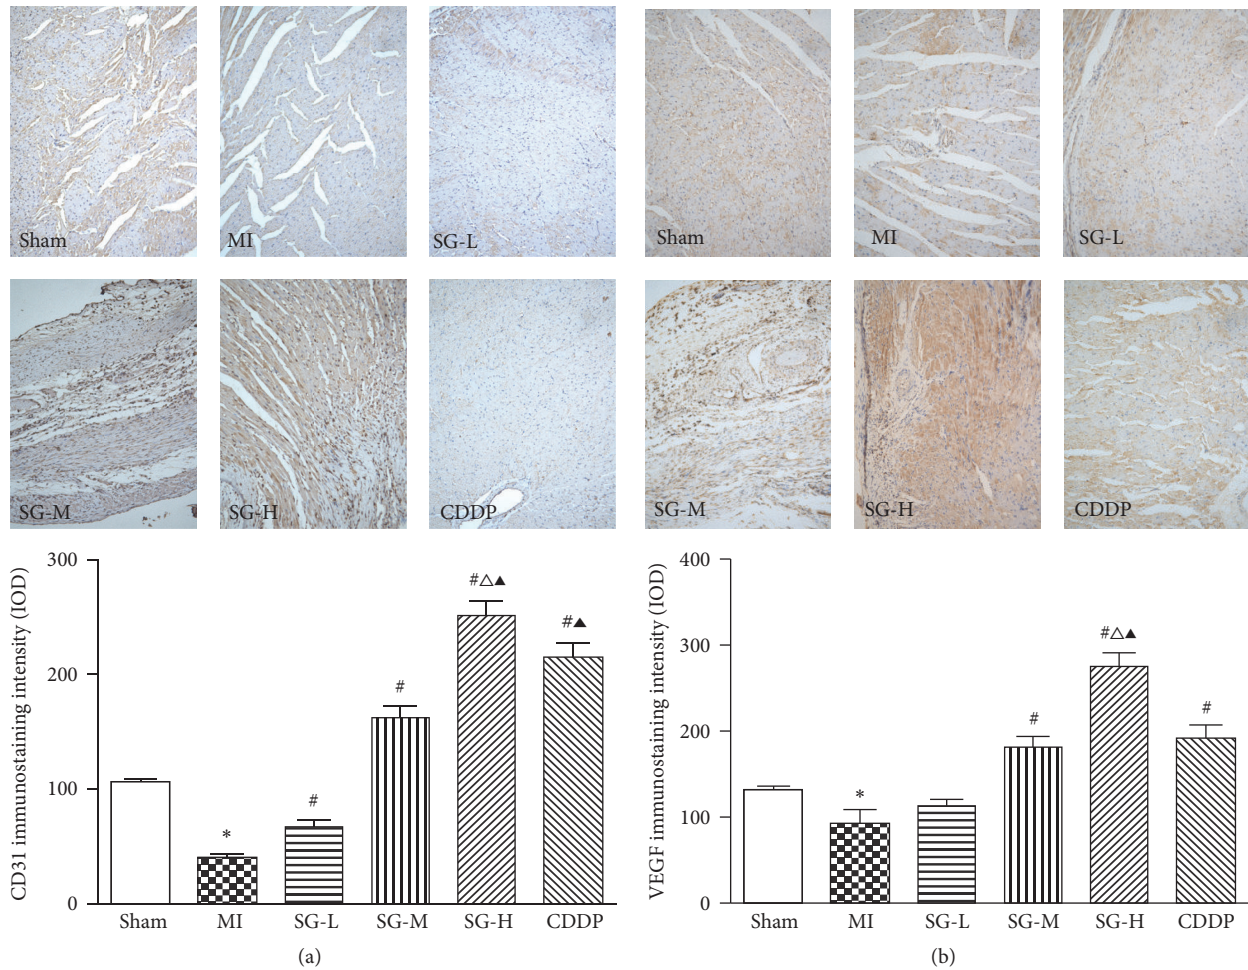 Sham MI SG-L
SG-M SG-H CDDP
CD31 immunostaining intensity (IOD)
300
200
100
0
* # # #△▲ #▲
Sham MI SG-L SG-M SG-H CDDP
(a)
Sham MI SG-L
SG-M SG-H CDDP
VEGF immunostaining intensity (IOD)
400
300
200
100
0
* # #△▲ #
Sham MI SG-L SG-M SG-H CDDP
(b)